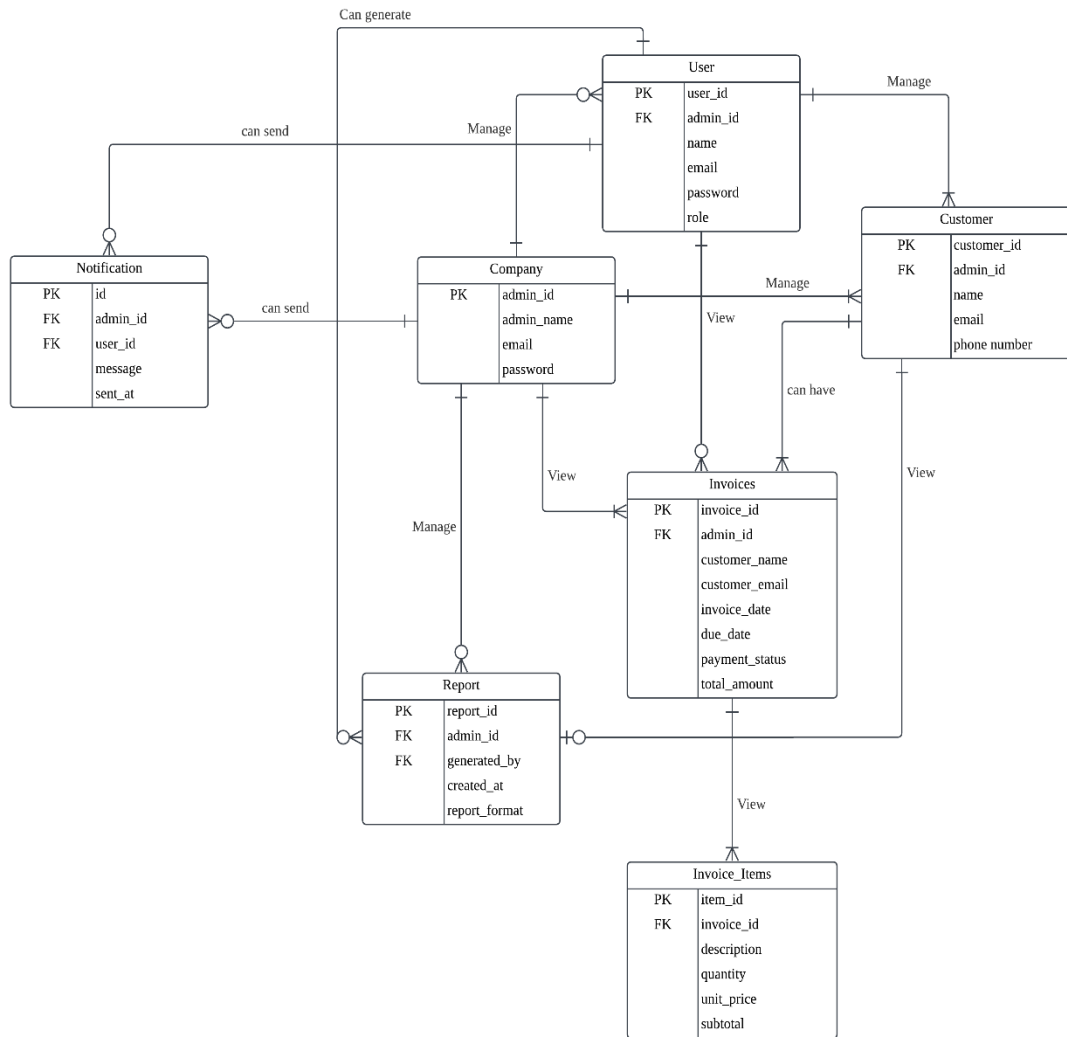 Can generate
User
PK user_id
FK admin_id
name
email
password
role
Manage
can send
Manage
Customer
PK customer_id
FK admin_id
name
email
phone number
Notification
PK id
FK admin_id
FK user_id
message
sent_at
can send
Company
PK admin_id
admin_name
email
password
Manage
View
can have
View
View
Manage
Invoices
PK invoice_id
FK admin_id
customer_name
customer_email
invoice_date
due_date
payment_status
total_amount
Report
PK report_id
FK admin_id
FK generated_by
created_at
report_format
View
Invoice_Items
PK item_id
FK invoice_id
description
quantity
unit_price
subtotal